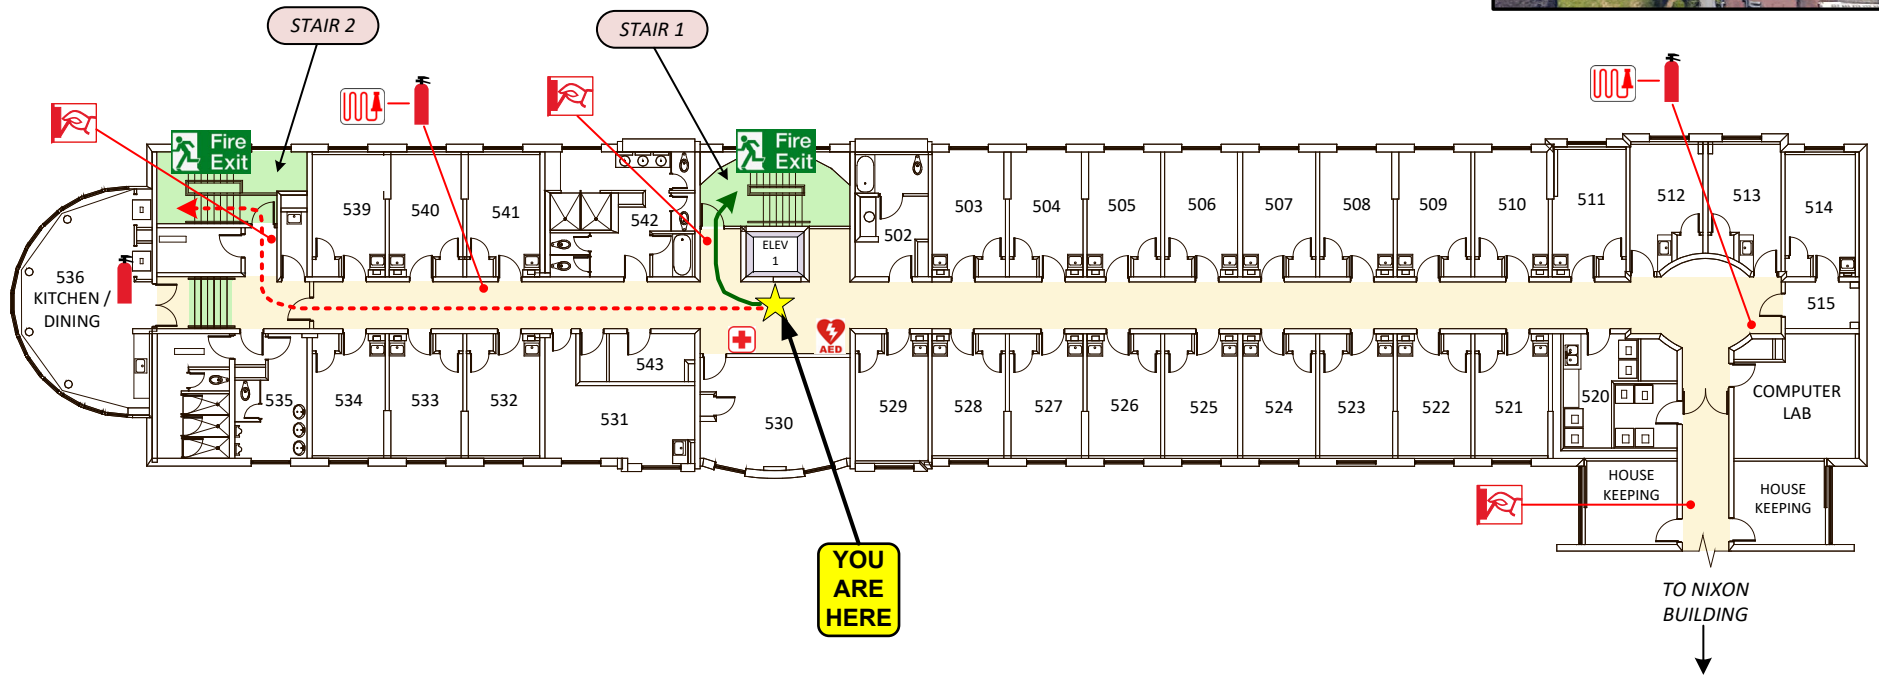 STAIR 2
STAIR 1
Fire
Exit
Fire
Exit
539
540
541
542
ELEV
1
502
503
504
505
506
507
508
509
510
511
512
513
514
515
536
KITCHEN /
DINING
AED
535
534
533
532
543
531
530
529
528
527
526
525
524
523
522
521
520
COMPUTER
LAB
HOUSE
KEEPING
HOUSE
KEEPING
YOU
ARE
HERE
TO NIXON
BUILDING